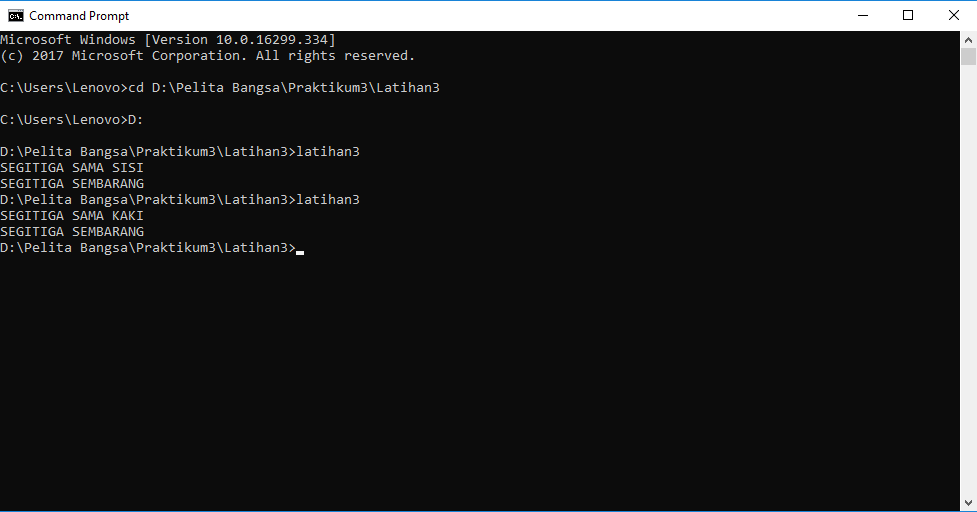 Command Prompt
Microsoft Windows [Version 10.0.16299.334]
(c) 2017 Microsoft Corporation. All rights reserved.
C:\Users\Lenovo>cd D:\Pelita Bangsa\Praktikum3\Latihan3
C:\Users\Lenovo>D:
D:\Pelita Bangsa\Praktikum3\Latihan3>latihan3
SEGITIGA SAMA SISI
SEGITIGA SEMBARANG
D:\Pelita Bangsa\Praktikum3\Latihan3>latihan3
SEGITIGA SAMA KAKI
SEGITIGA SEMBARANG
D:\Pelita Bangsa\Praktikum3\Latihan3>